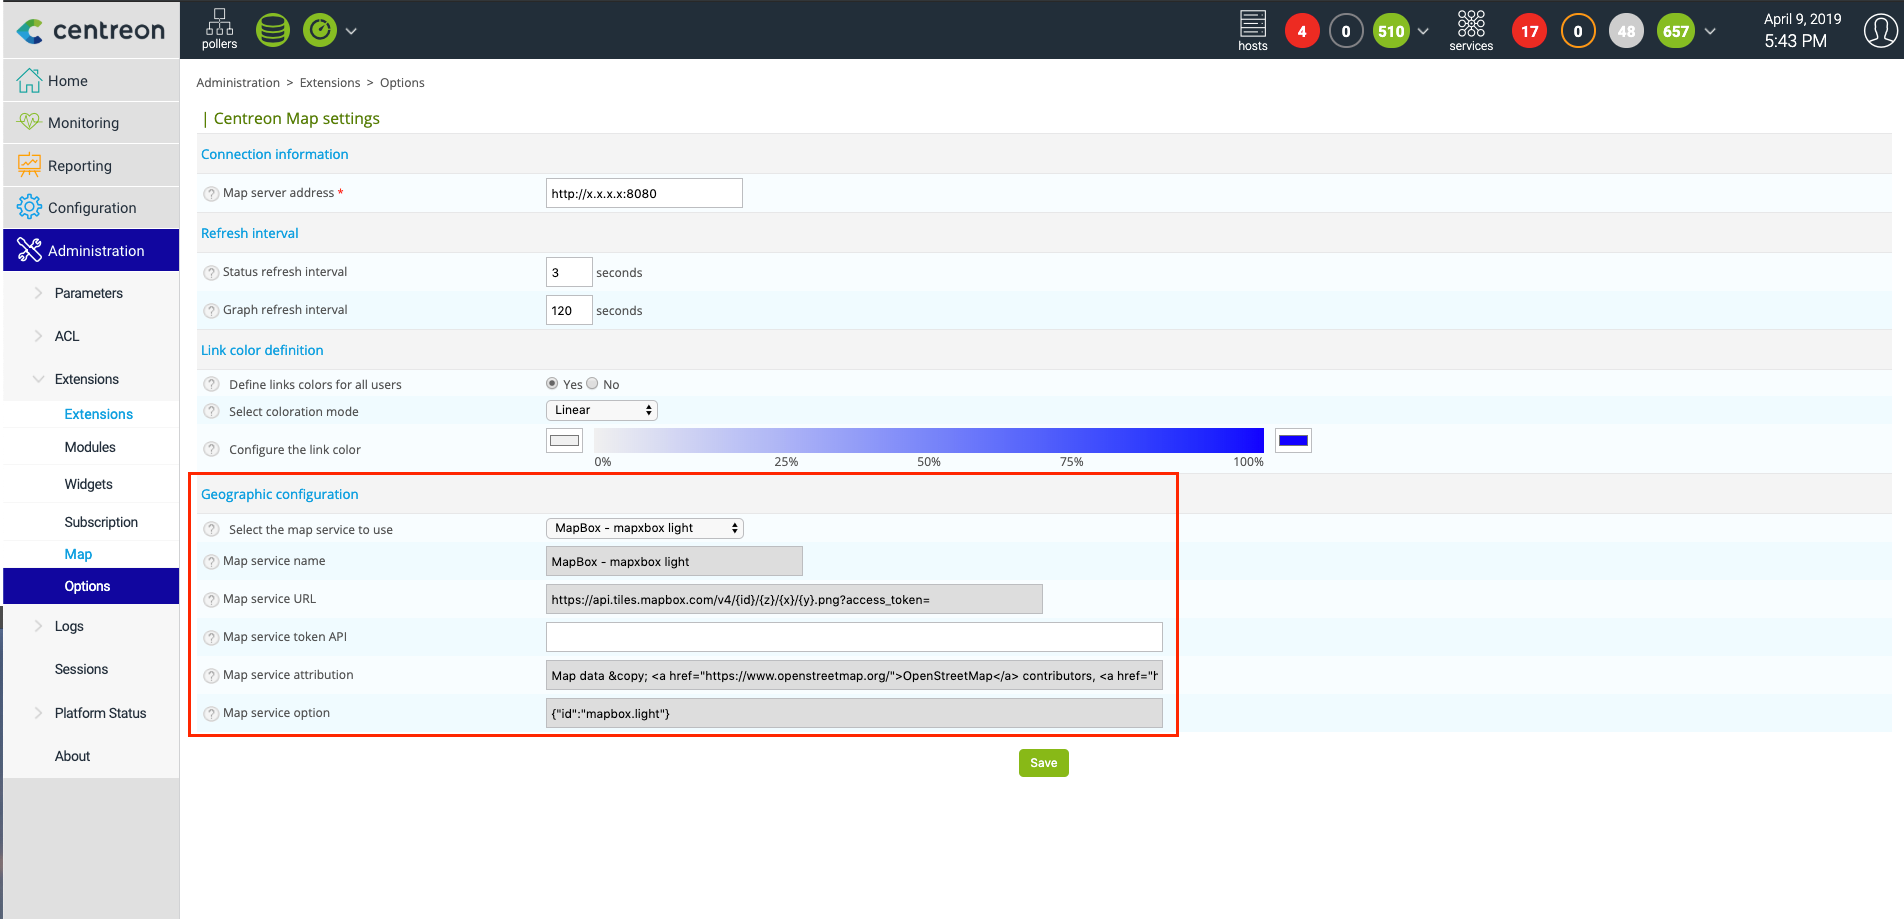 centreon
pollers
hosts
4
0
510
services
17
0
48
657
April 9, 2019
5:43 PM
Home
Monitoring
Reporting
Configuration
Administration
Parameters
ACL
Extensions
Extensions
Modules
Widgets
Subscription
Map
Options
Logs
Sessions
Platform Status
About
Administration > Extensions > Options
| Centreon Map settings
Connection information
? Map server address * http://x.x.x.x:8080
Refresh interval
? Status refresh interval 3 seconds
? Graph refresh interval 120 seconds
Link color definition
? Define links colors for all users Yes No
? Select coloration mode Linear
? Configure the link color
0% 25% 50% 75% 100%
Geographic configuration
? Select the map service to use MapBox - mapxbox light
? Map service name MapBox - mapxbox light
? Map service URL https://api.tiles.mapbox.com/v4/{id}/{z}/{x}/{y}.png?access_token=
? Map service token API
? Map service attribution Map data &copy; <a href="https://www.openstreetmap.org/">OpenStreetMap</a> contributors, <a href="h
? Map service option {"id":"mapbox.light"}
Save